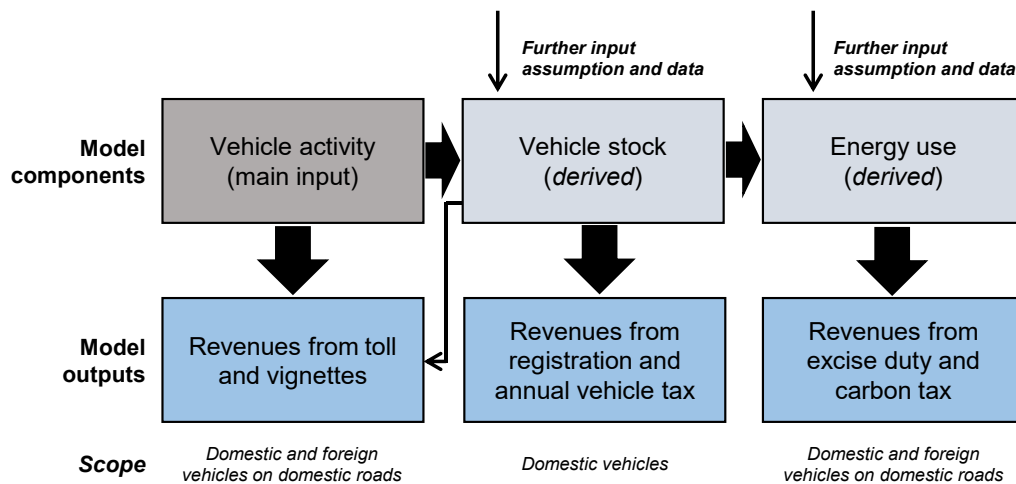 Further input
assumption and data
Further input
assumption and data
Model
components
Vehicle activity
(main input)
Vehicle stock
(derived)
Energy use
(derived)
Model
outputs
Revenues from toll
and vignettes
Revenues from
registration and
annual vehicle tax
Revenues from
excise duty and
carbon tax
Scope
Domestic and foreign
vehicles on domestic roads
Domestic vehicles
Domestic and foreign
vehicles on domestic roads